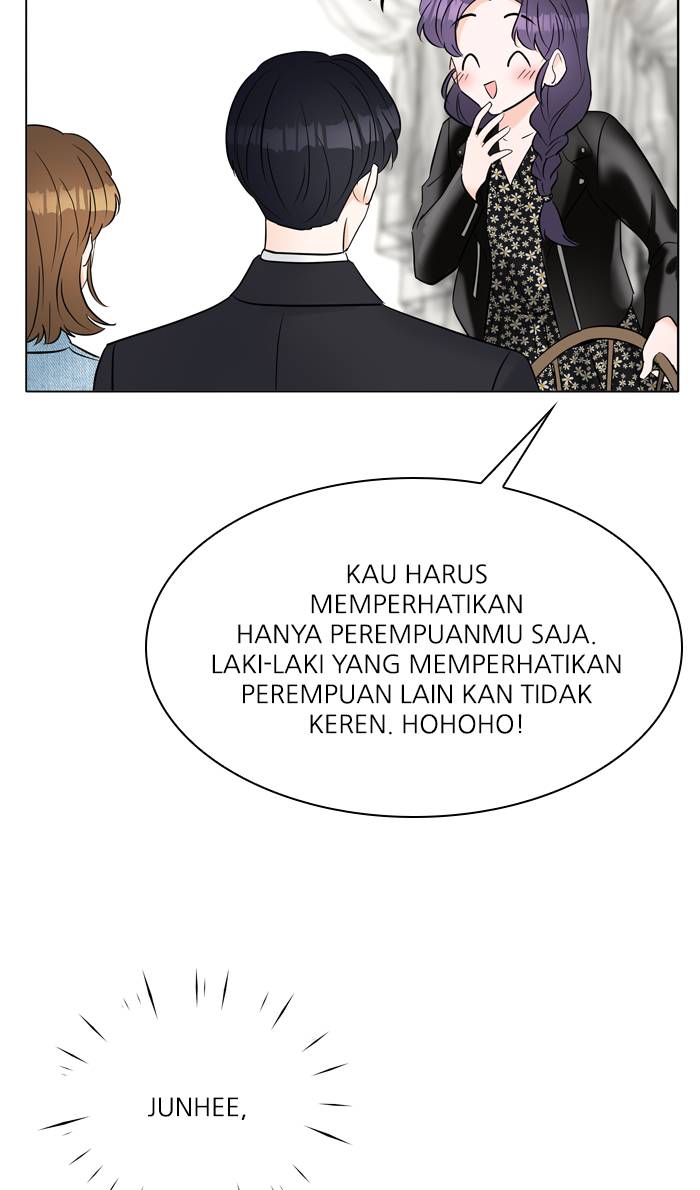 KAU HARUS
MEMPERHATIKAN
HANYA PEREMPUANMU SAJA.
LAKI-LAKI YANG MEMPERHATIKAN
PEREMPUAN LAIN KAN TIDAK
KEREN. HOHOHO!
JUNHEE,